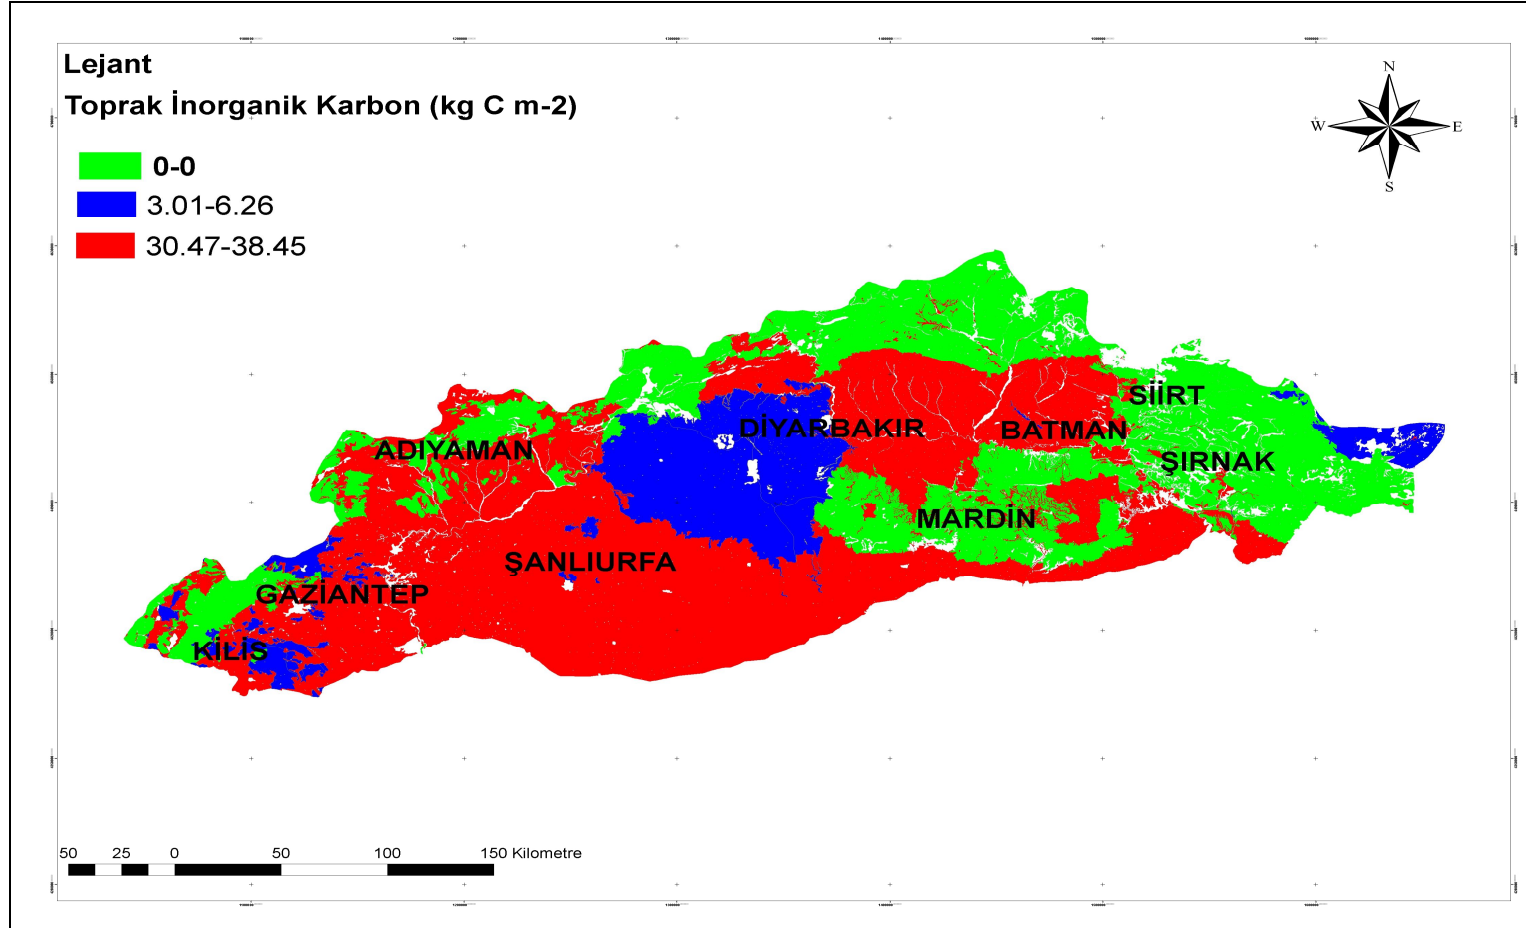 Lejant
Toprak İnorganik Karbon (kg C m-2)
0-0
3.01-6.26
30.47-38.45
N
W
E
S
SİİRT
DİYARBAKIR
BATMAN
ADIYAMAN
ŞIRNAK
MARDİN
ŞANLIURFA
GAZİANTEP
KİLİS
50 25 0 50 100 150 Kilometre